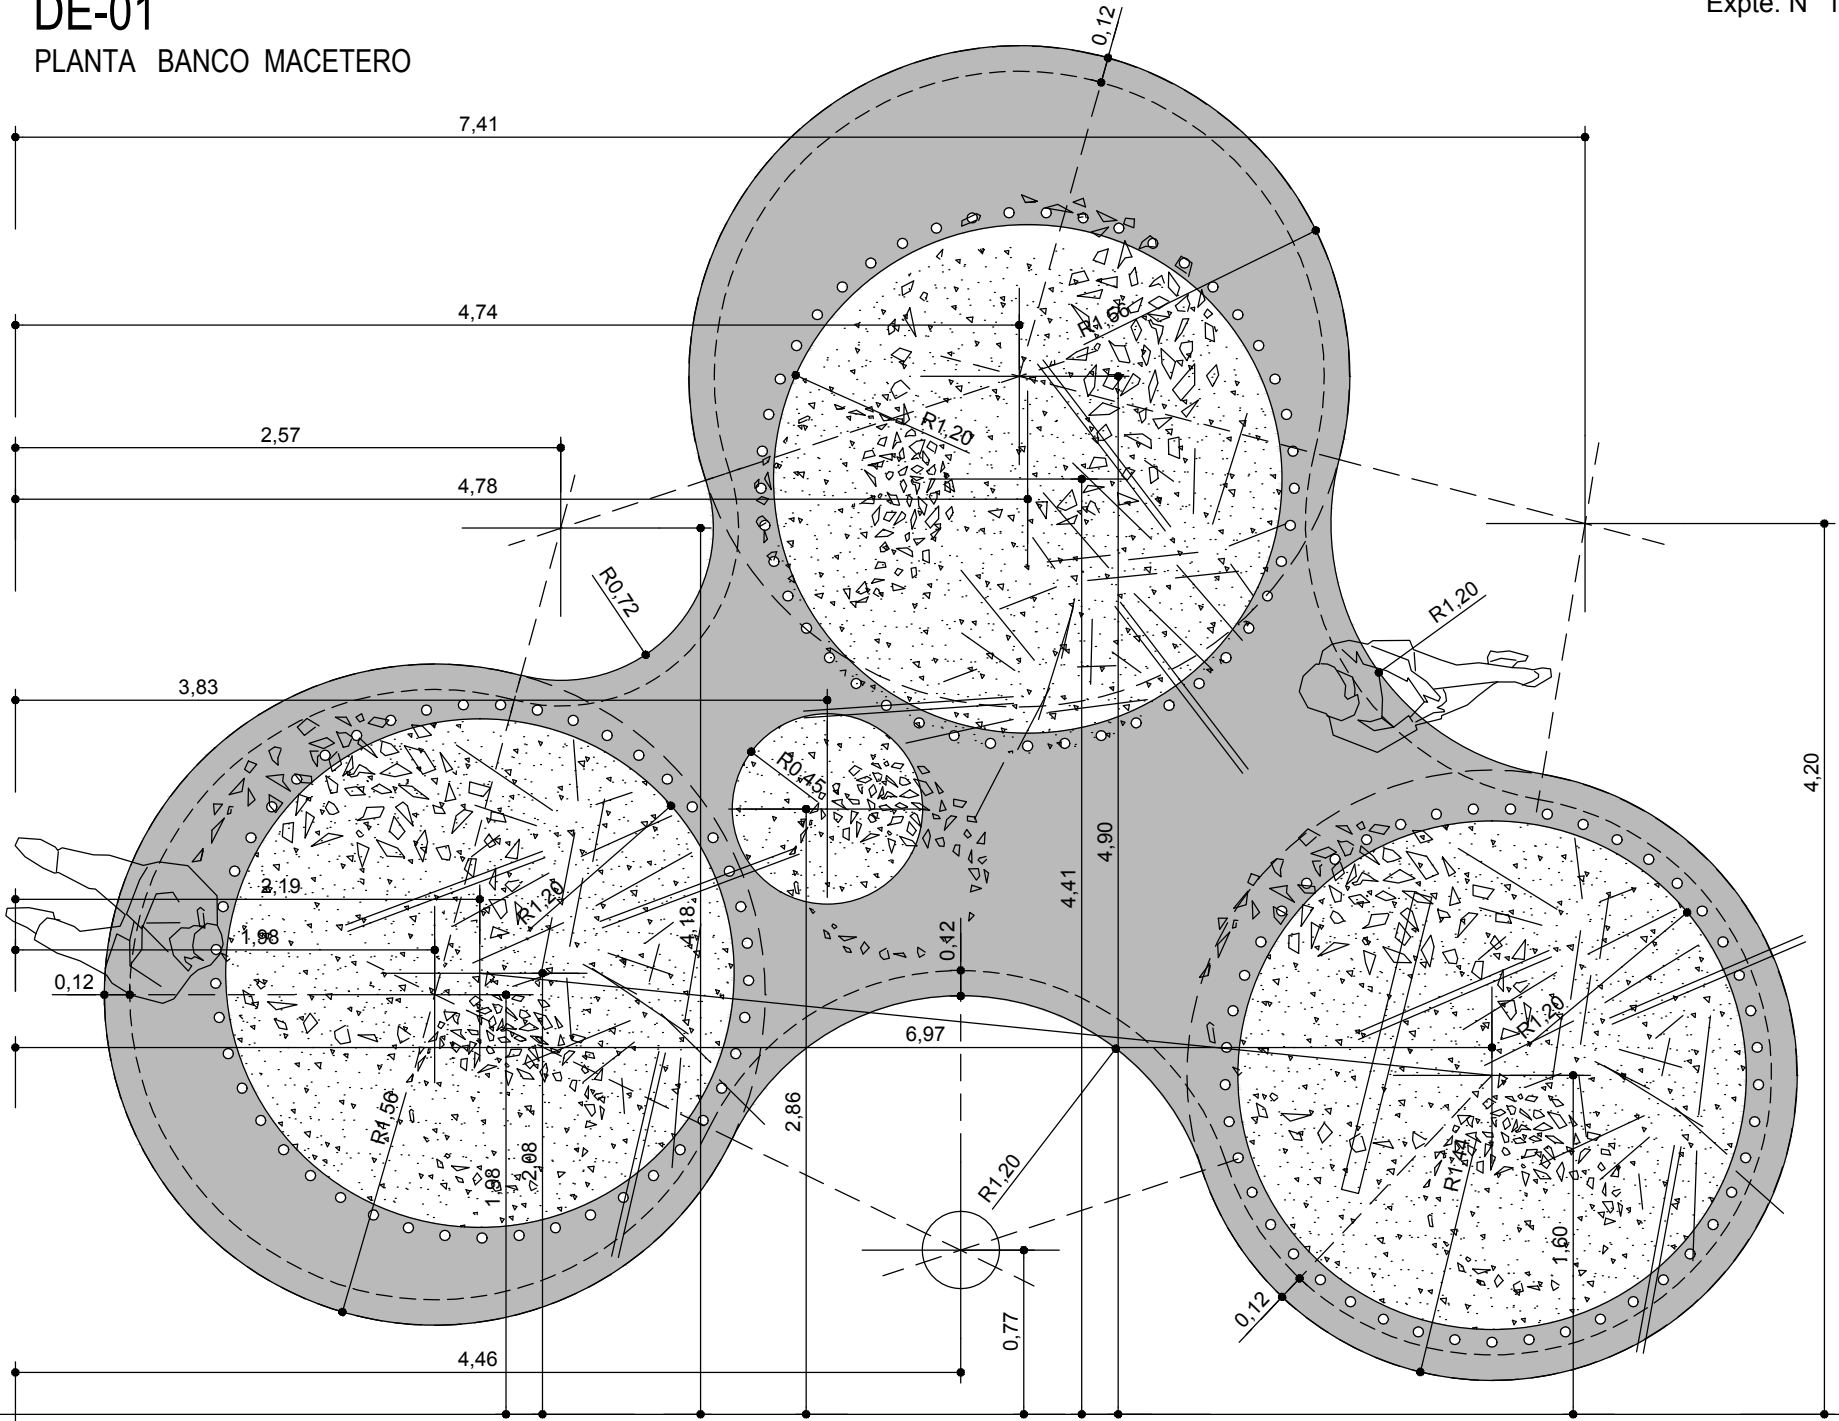 DE-01
Expte. N° 1
PLANTA BANCO MACETERO
0,12
7,41
4,74
R1,56
R1,20
2,57
4,78
R0,72
R1,20
3,83
R0,45
4,20
4,90
4,41
2,19
R1,20
4,18
1,98
0,12
0,12
6,97
R1,20
R1,56
2,86
1,98
2,08
R1,20
0,77
1,60
0,12
4,46